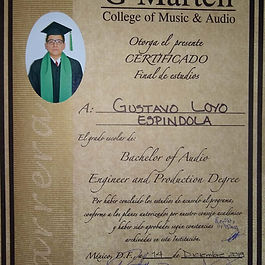 G Martell
College of Music & Audio
Otorga el presente
CERTIFICADO
Final de estudios
A: GUSTAVO LOYO
ESPINDOLA
El grado escolar de:
Bachelor of Audio
Engineer and Production Degree
Por haber concluido los estudios de acuerdo al programa,
conforme a los planes autorizados por nuestro consejo académico
y haber sido aprobados según constancias
archivadas en esta Institución.
México, D.F., a 14 de Diciembre